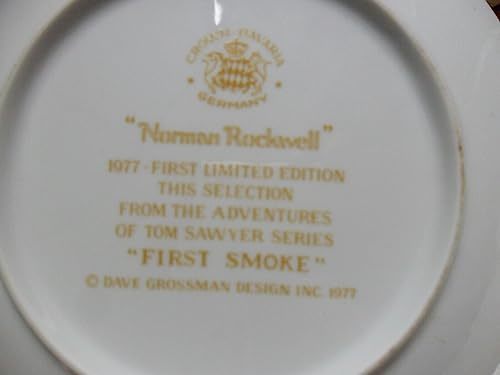 CROWN - BAVARIA
GERMANY
"Norman Rockwell"
1977 - FIRST LIMITED EDITION
THIS SELECTION
FROM THE ADVENTURES
OF TOM SAWYER SERIES
"FIRST SMOKE"
© DAVE GROSSMAN DESIGN INC. 1977